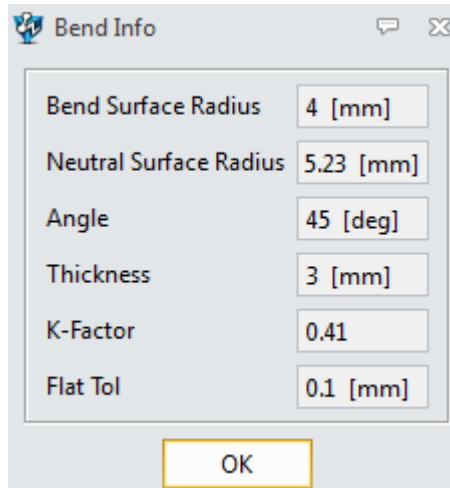 Bend Info
Bend Surface Radius 4 [mm]
Neutral Surface Radius 5.23 [mm]
Angle 45 [deg]
Thickness 3 [mm]
K-Factor 0.41
Flat Tol 0.1 [mm]
OK